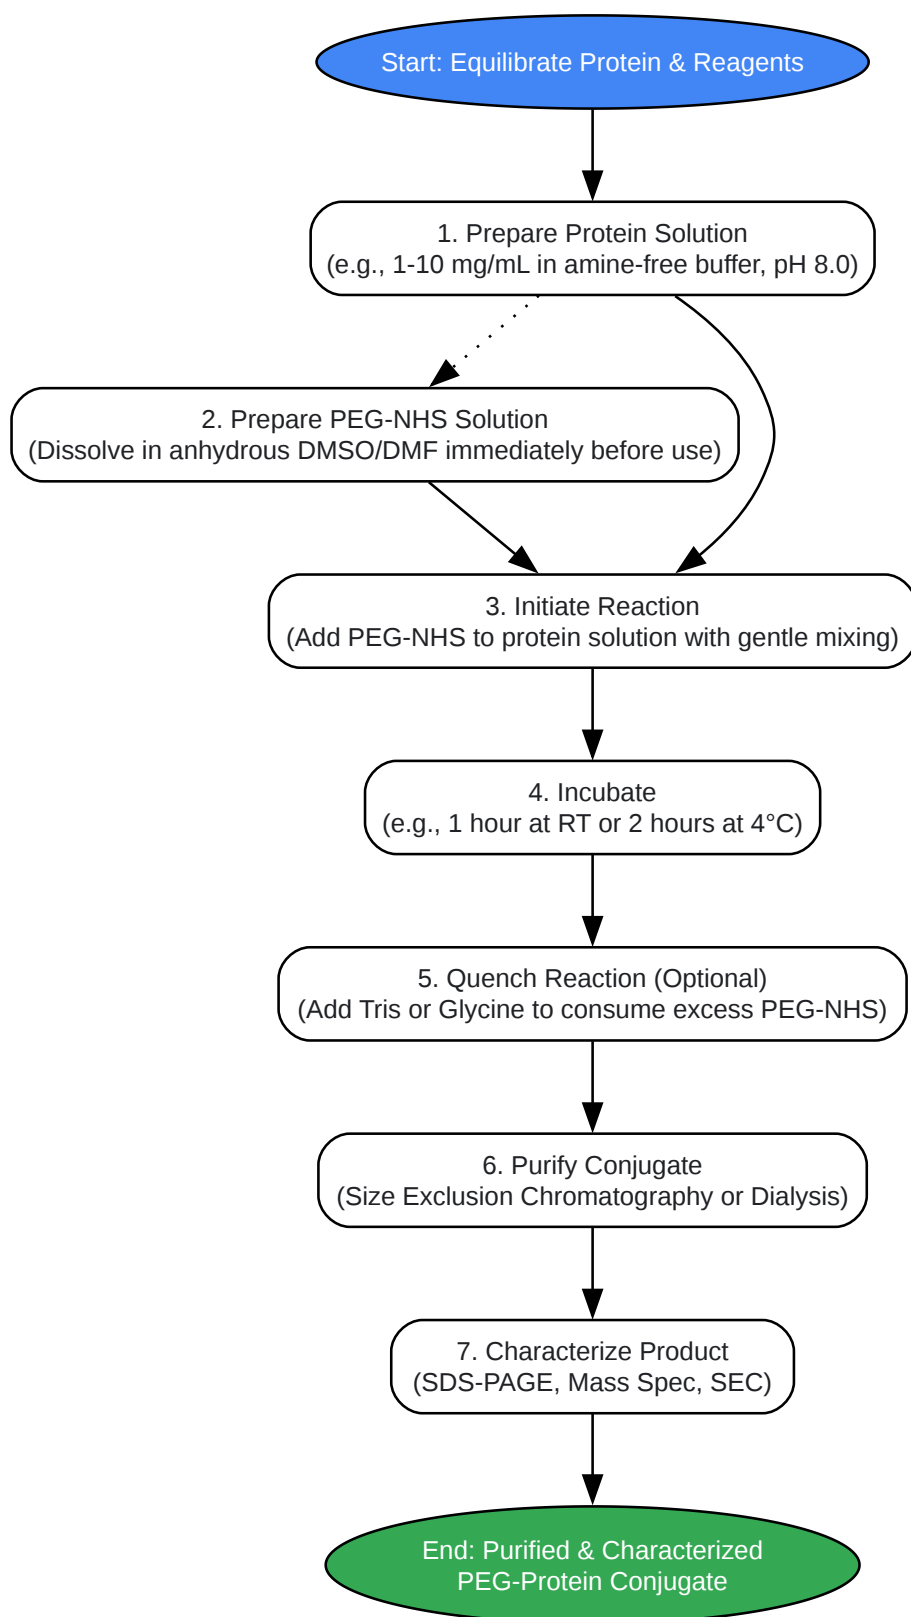 Start: Equilibrate Protein & Reagents
1. Prepare Protein Solution
(e.g., 1-10 mg/mL in amine-free buffer, pH 8.0)
2. Prepare PEG-NHS Solution
(Dissolve in anhydrous DMSO/DMF immediately before use)
3. Initiate Reaction
(Add PEG-NHS to protein solution with gentle mixing)
4. Incubate
(e.g., 1 hour at RT or 2 hours at 4°C)
5. Quench Reaction (Optional)
(Add Tris or Glycine to consume excess PEG-NHS)
6. Purify Conjugate
(Size Exclusion Chromatography or Dialysis)
7. Characterize Product
(SDS-PAGE, Mass Spec, SEC)
End: Purified & Characterized
PEG-Protein Conjugate